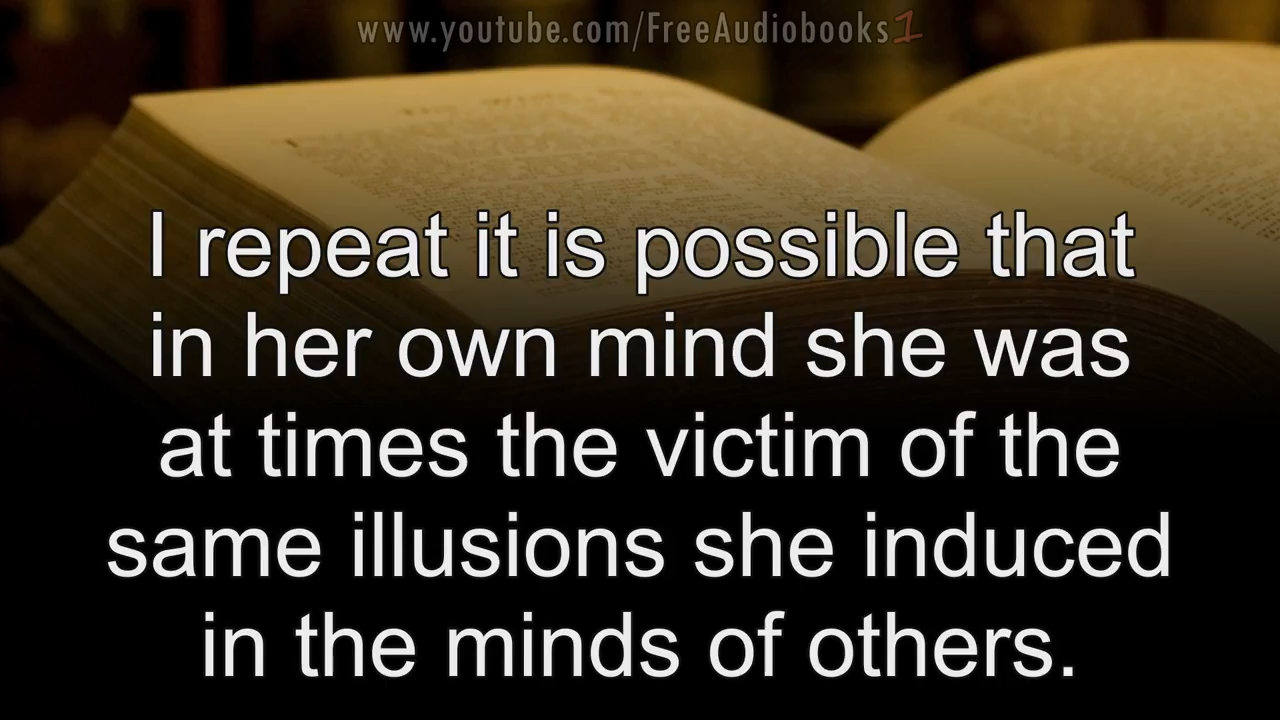 www.youtube.com/FreeAudiobooks1
I repeat it is possible that
in her own mind she was
at times the victim of the
same illusions she induced
in the minds of others.